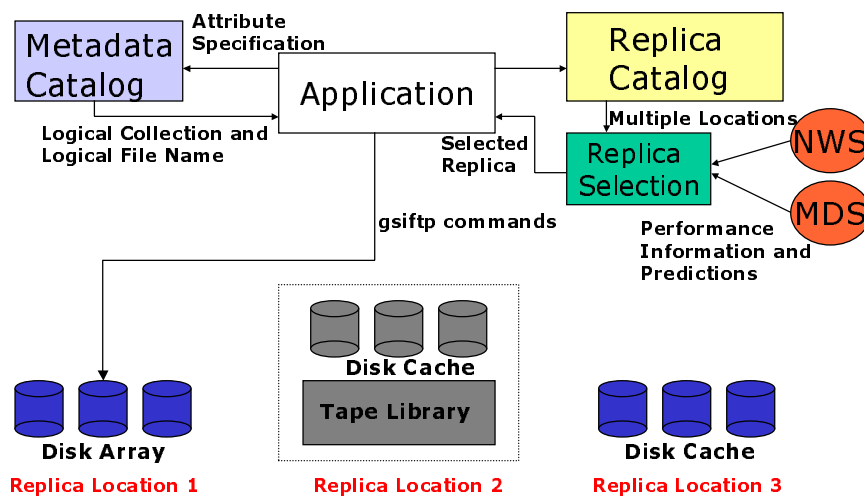 Attribute
Specification
Metadata
Catalog
Application
Replica
Catalog
Logical Collection and
Logical File Name
Selected
Replica
Multiple Locations
Replica
Selection
NWS
MDS
gsiftp commands
Performance
Information and
Predictions
Disk Cache
Tape Library
Disk Array
Disk Cache
Replica Location 1
Replica Location 2
Replica Location 3